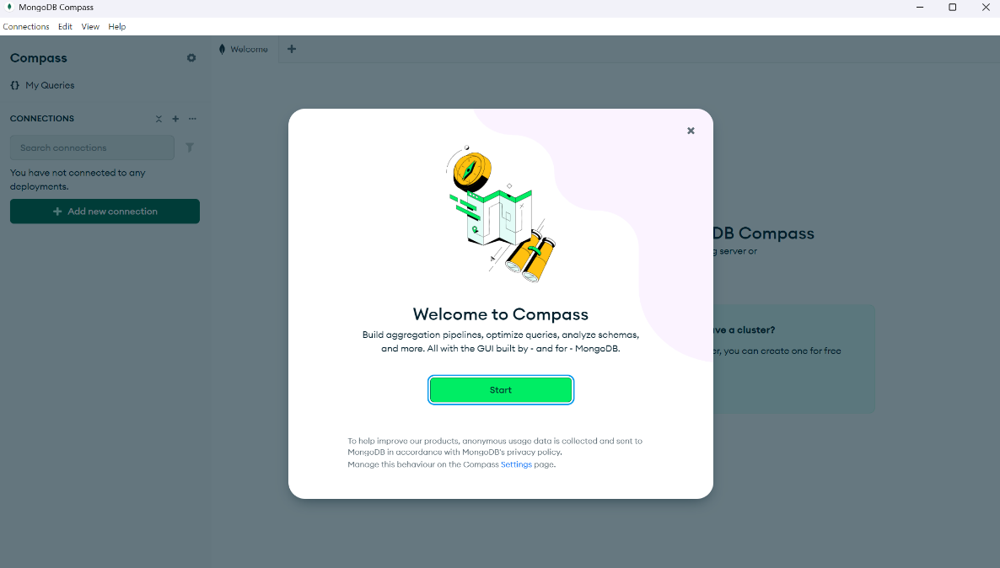 MongoDB Compass
Connections Edit View Help
Compass
My Queries
CONNECTIONS
Search connections
You have not connected to any
deployments.
Add new connection
Welcome
DB Compass
server or
ve a cluster?
you can create one for free
Welcome to Compass
Build aggregation pipelines, optimize queries, analyze schemas,
and more. All with the GUI built by - and for - MongoDB.
Start
To help improve our products, anonymous usage data is collected and sent to
MongoDB in accordance with MongoDB's privacy policy.
Manage this behaviour on the Compass Settings page.